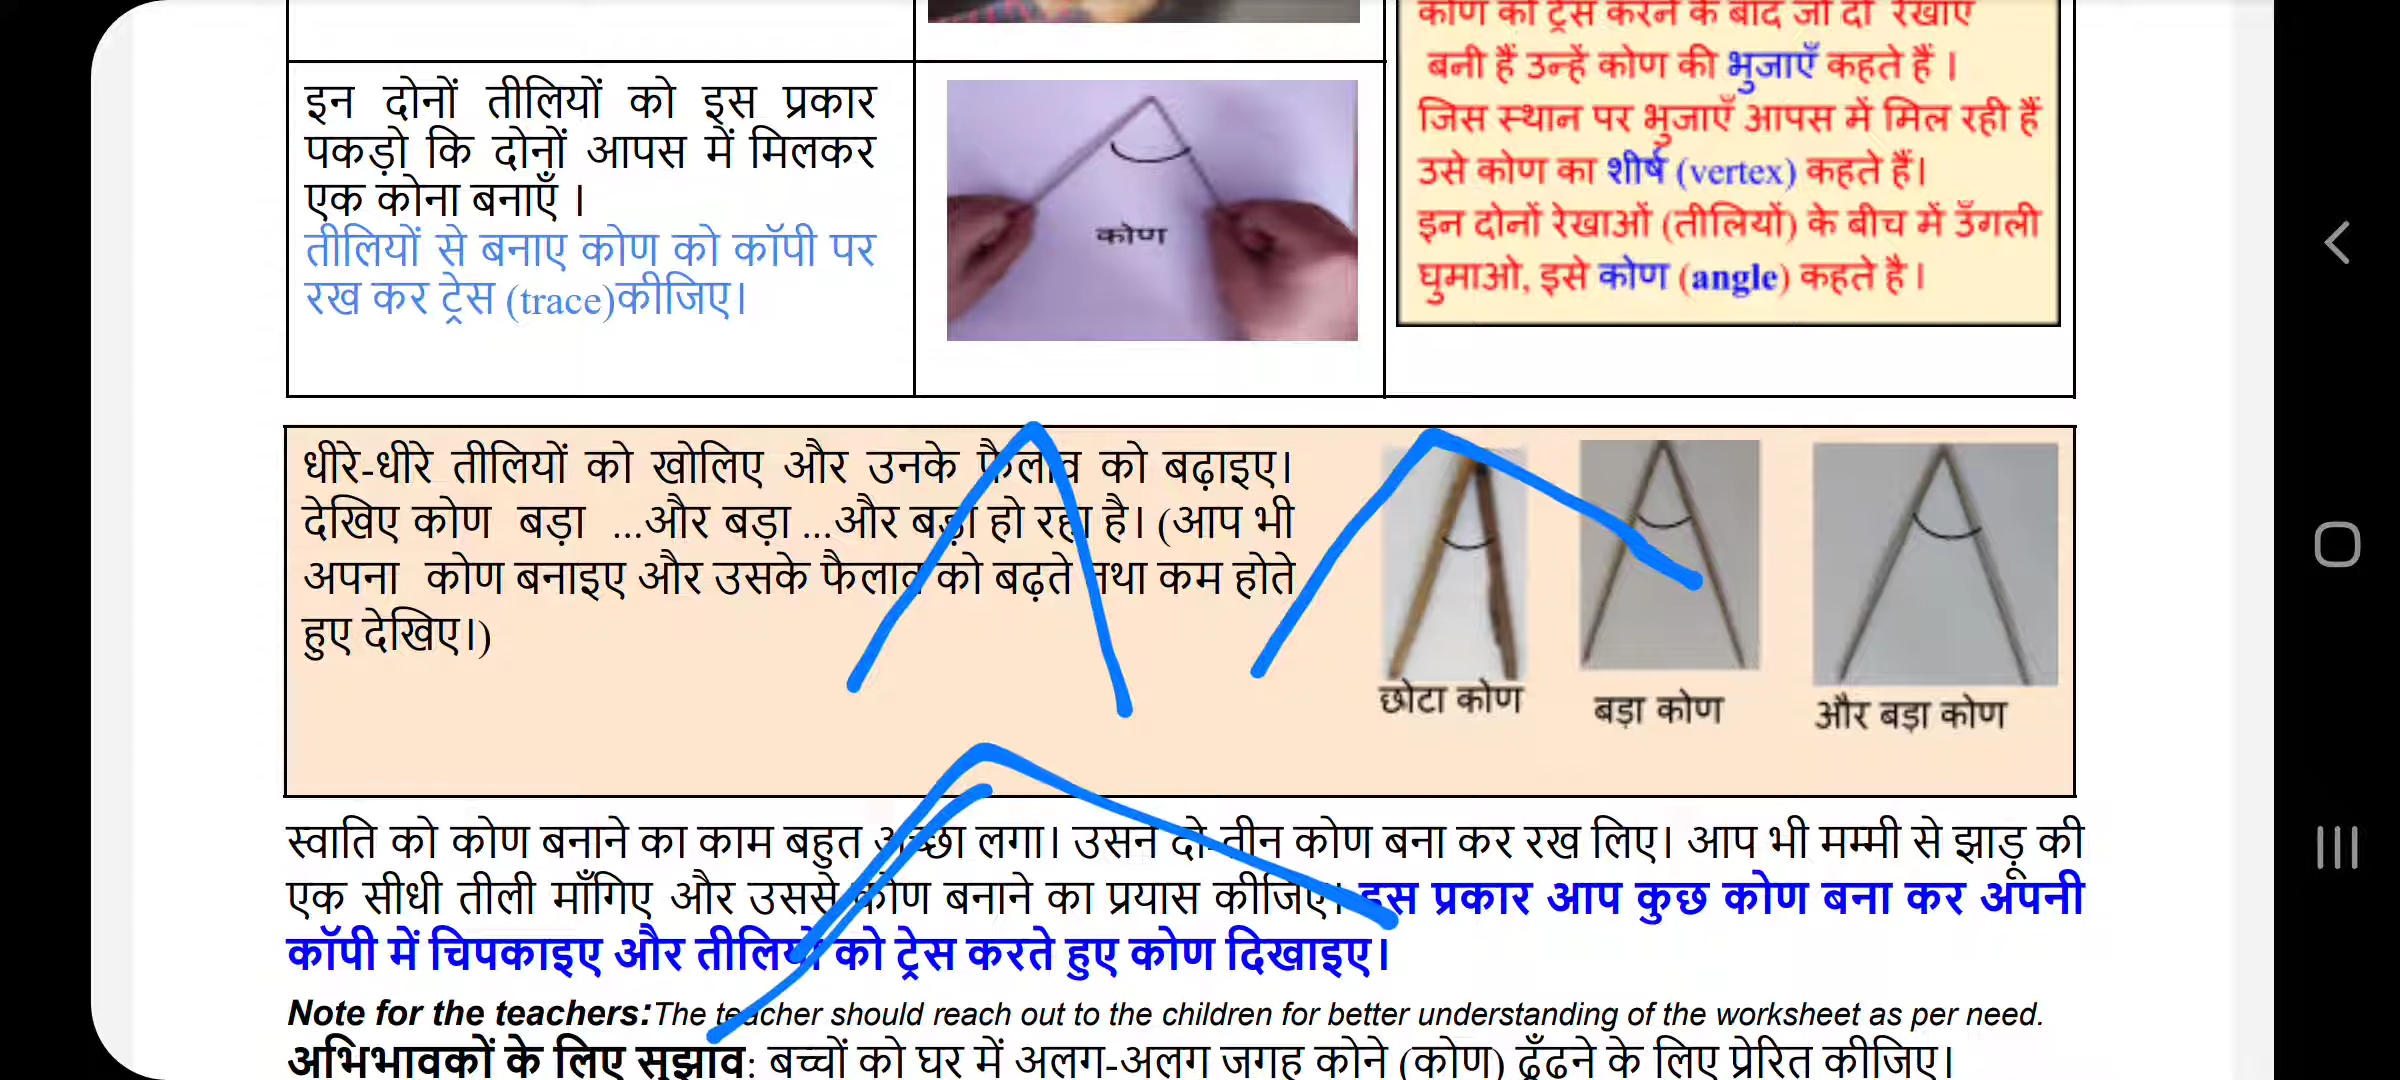 कोण को ट्रेस करने के बाद जो दो रेखाएँ
बनी हैं उन्हें कोण की भुजाएँ कहते हैं ।
जिस स्थान पर भुजाएँ आपस में मिल रही हैं
उसे कोण का शीर्ष (vertex) कहते हैं।
इन दोनों रेखाओं (तीलियों) के बीच में उँगली
घुमाओ, इसे कोण (angle) कहते है ।
इन दोनों तीलियों को इस प्रकार
पकड़ो कि दोनों आपस में मिलकर
एक कोना बनाएँ ।
तीलियों से बनाए कोण को कॉपी पर
रख कर ट्रेस (trace)कीजिए।
कोण
धीरे-धीरे तीलियों को खोलिए और उनके फैलाव को बढ़ाइए।
देखिए कोण बड़ा ...और बड़ा ...और बड़ा हो रहा है। (आप भी
अपना कोण बनाइए और उसके फैलाव को बढ़ते तथा कम होते
हुए देखिए।)
छोटा कोण
बड़ा कोण
और बड़ा कोण
स्वाति को कोण बनाने का काम बहुत अच्छा लगा। उसने दो-तीन कोण बना कर रख लिए। आप भी मम्मी से झाड़ू की
एक सीधी तीली माँगिए और उससे कोण बनाने का प्रयास कीजिए। इस प्रकार आप कुछ कोण बना कर अपनी
कॉपी में चिपकाइए और तीलियों को ट्रेस करते हुए कोण दिखाइए।
Note for the teachers:The teacher should reach out to the children for better understanding of the worksheet as per need.
अभिभावकों के लिए सुझाव: बच्चों को घर में अलग-अलग जगह कोने (कोण) ढूँढने के लिए प्रेरित कीजिए।